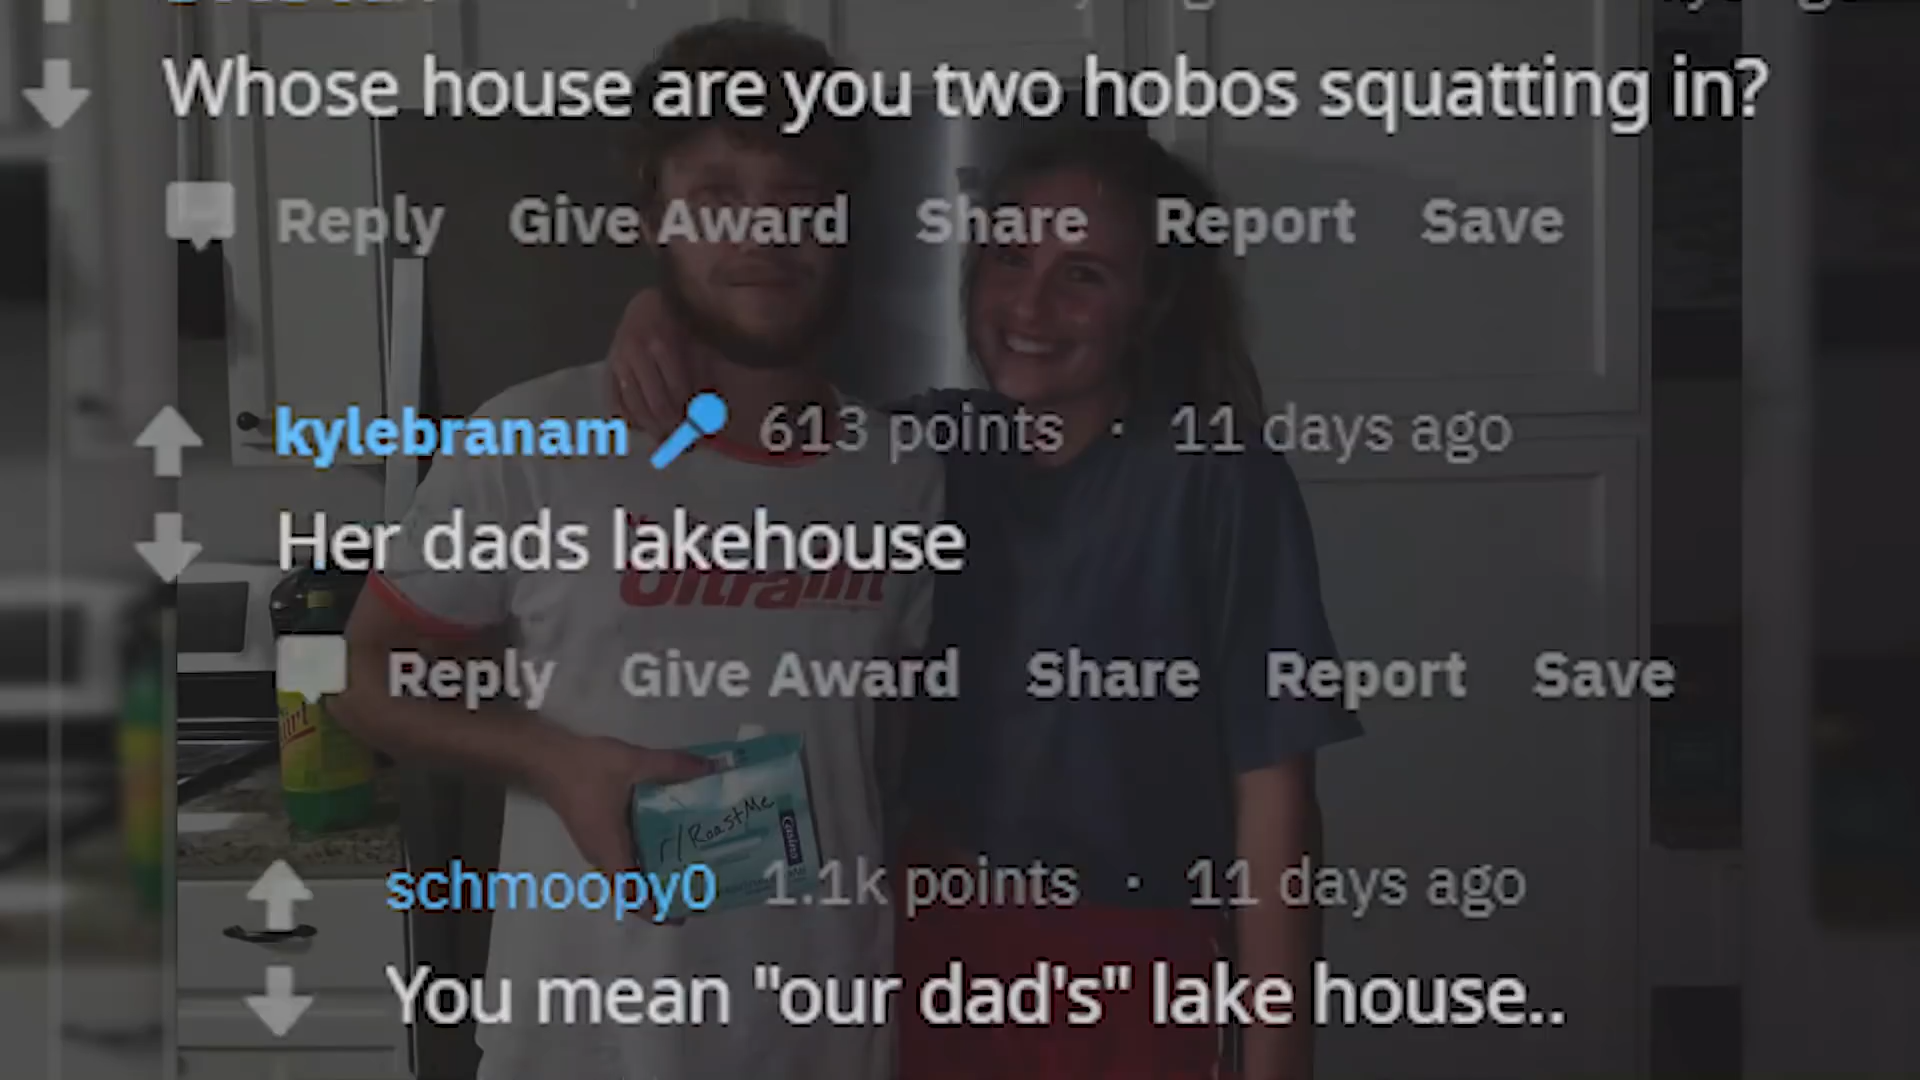 Whose house are you two hobos squatting in?
Reply Give Award Share Report Save
kylebranam 613 points · 11 days ago
Her dads lakehouse
Reply Give Award Share Report Save
r/RoastMe
Casino
schmoopy0 1.1k points · 11 days ago
You mean "our dad's" lake house..